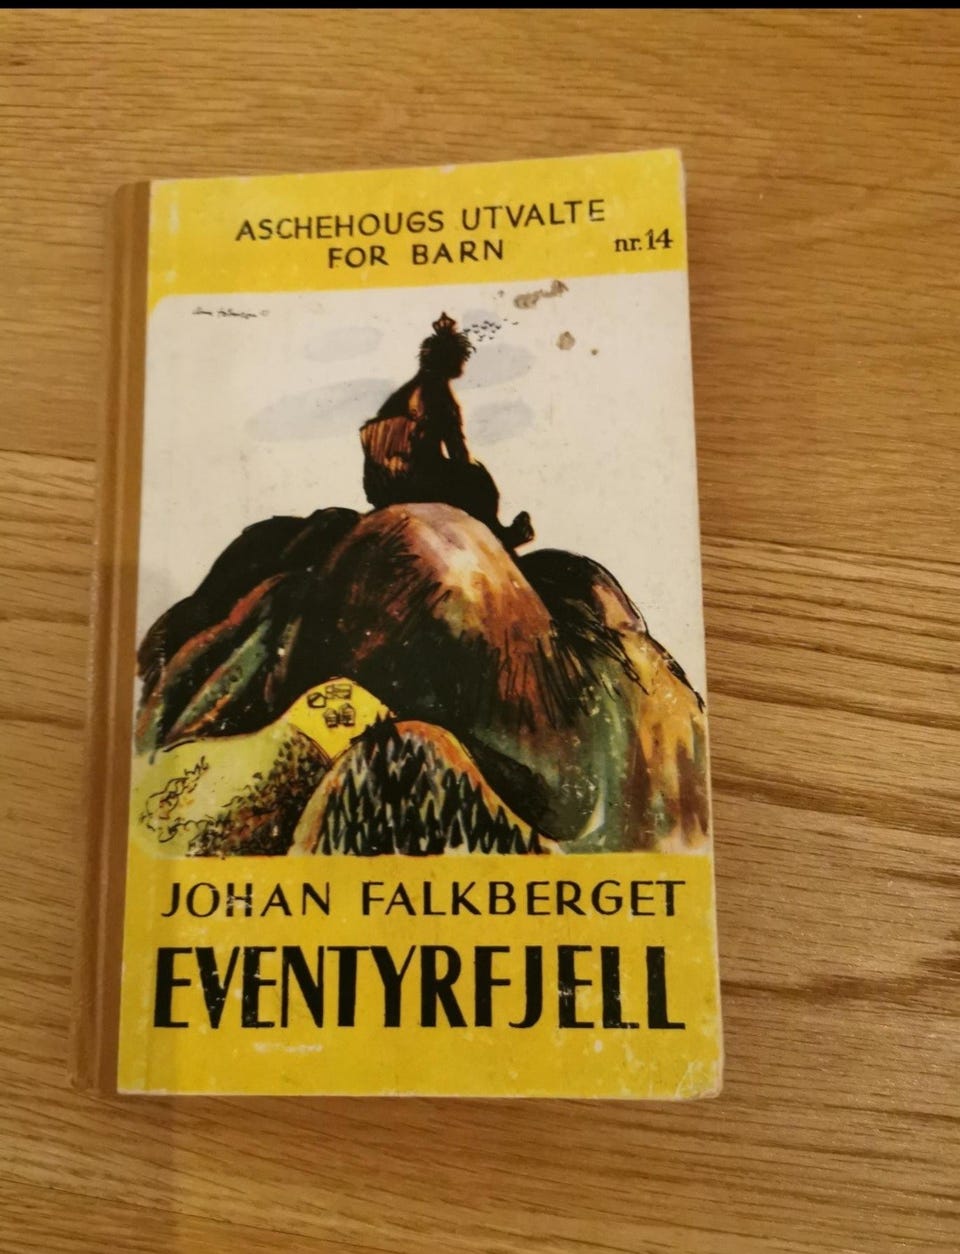 ASCHEHOUGS UTVALTE
FOR BARN
nr. 14
JOHAN FALKBERGET
EVENTYRFJELL